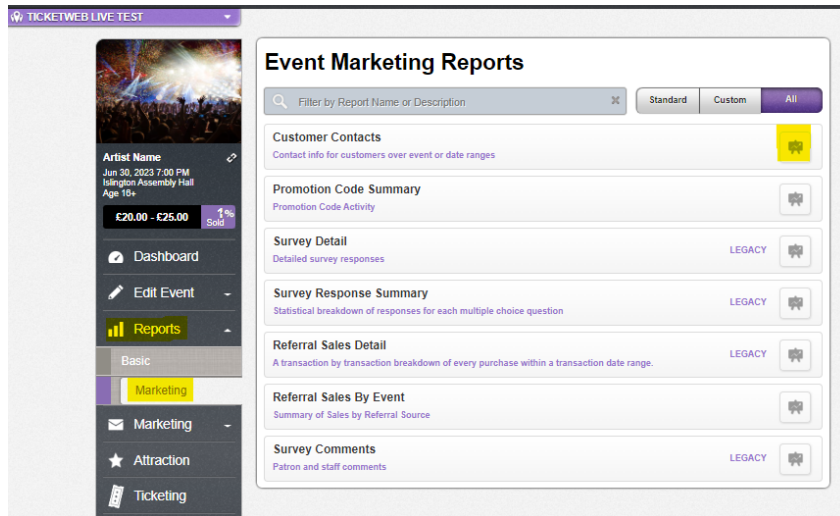 TICKETWEB LIVE TEST
Artist Name
Jun 30, 2023 7:00 PM
Islington Assembly Hall
Age 16+
£20.00 - £25.00
1%
Sold
Dashboard
Edit Event
Reports
Basic
Marketing
Marketing
Attraction
Ticketing
Event Marketing Reports
Filter by Report Name or Description
Standard
Custom
All
Customer Contacts
Contact info for customers over event or date ranges
Promotion Code Summary
Promotion Code Activity
Survey Detail
Detailed survey responses
LEGACY
Survey Response Summary
Statistical breakdown of responses for each multiple choice question
LEGACY
Referral Sales Detail
A transaction by transaction breakdown of every purchase within a transaction date range.
LEGACY
Referral Sales By Event
Summary of Sales by Referral Source
Survey Comments
Patron and staff comments
LEGACY